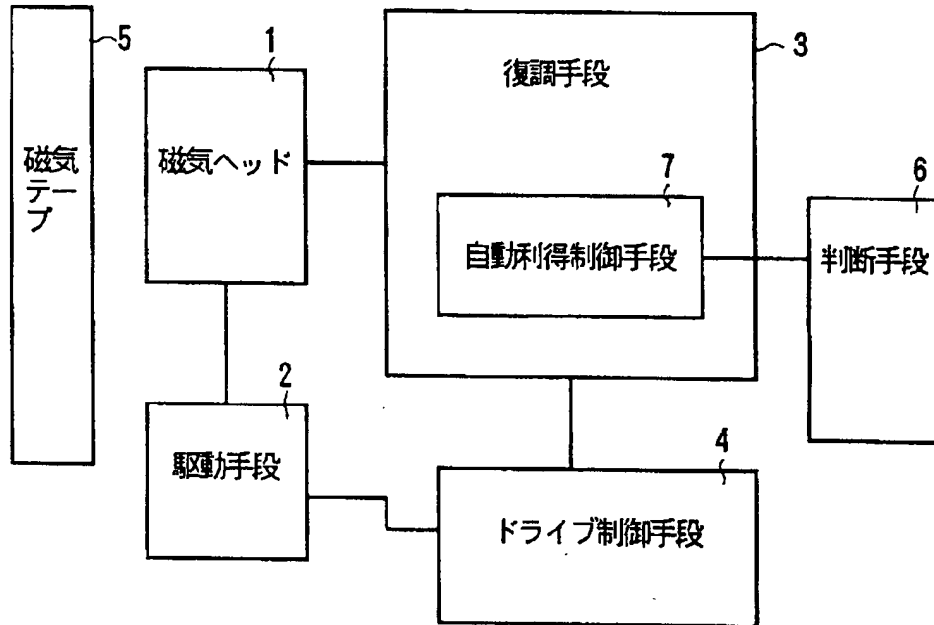 5
1
3
復調手段
磁気
テー
プ
磁気ヘッド
7
6
自動利得制御手段
判断手段
2
4
駆動手段
ドライブ制御手段